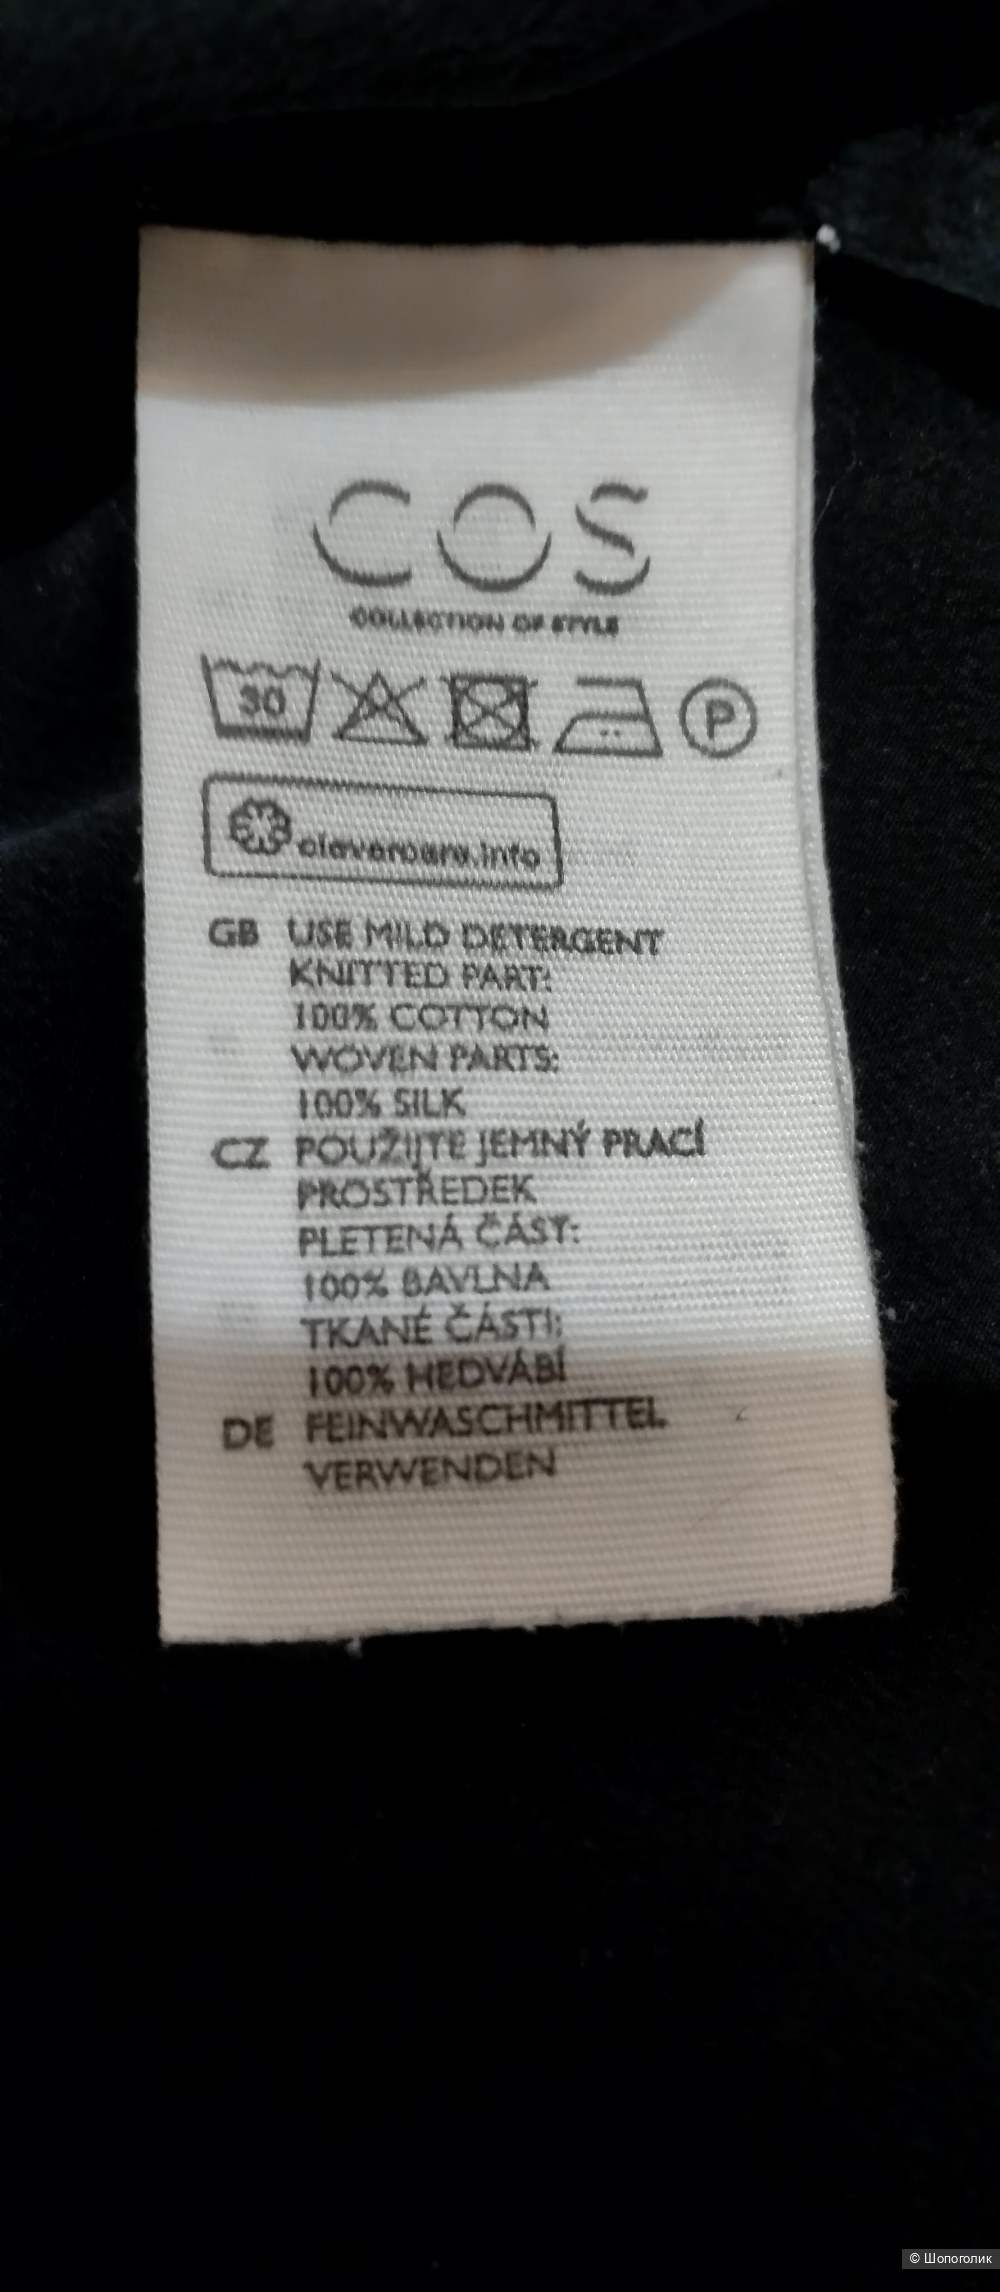 COS
COLLECTION OF STYLE
30
P
clevercare.info
GB USE MILD DETERGENT
KNITTED PART:
100% COTTON
WOVEN PARTS:
100% SILK
CZ POUŽIJTE JEMNÝ PRACÍ
PROSTŘEDEK
PLETENÁ ČÁST:
100% BAVLNA
TKANÉ ČÁSTI:
100% HEDVÁBÍ
DE FEINWASCHMITTEL
VERWENDEN
© Шопоголик